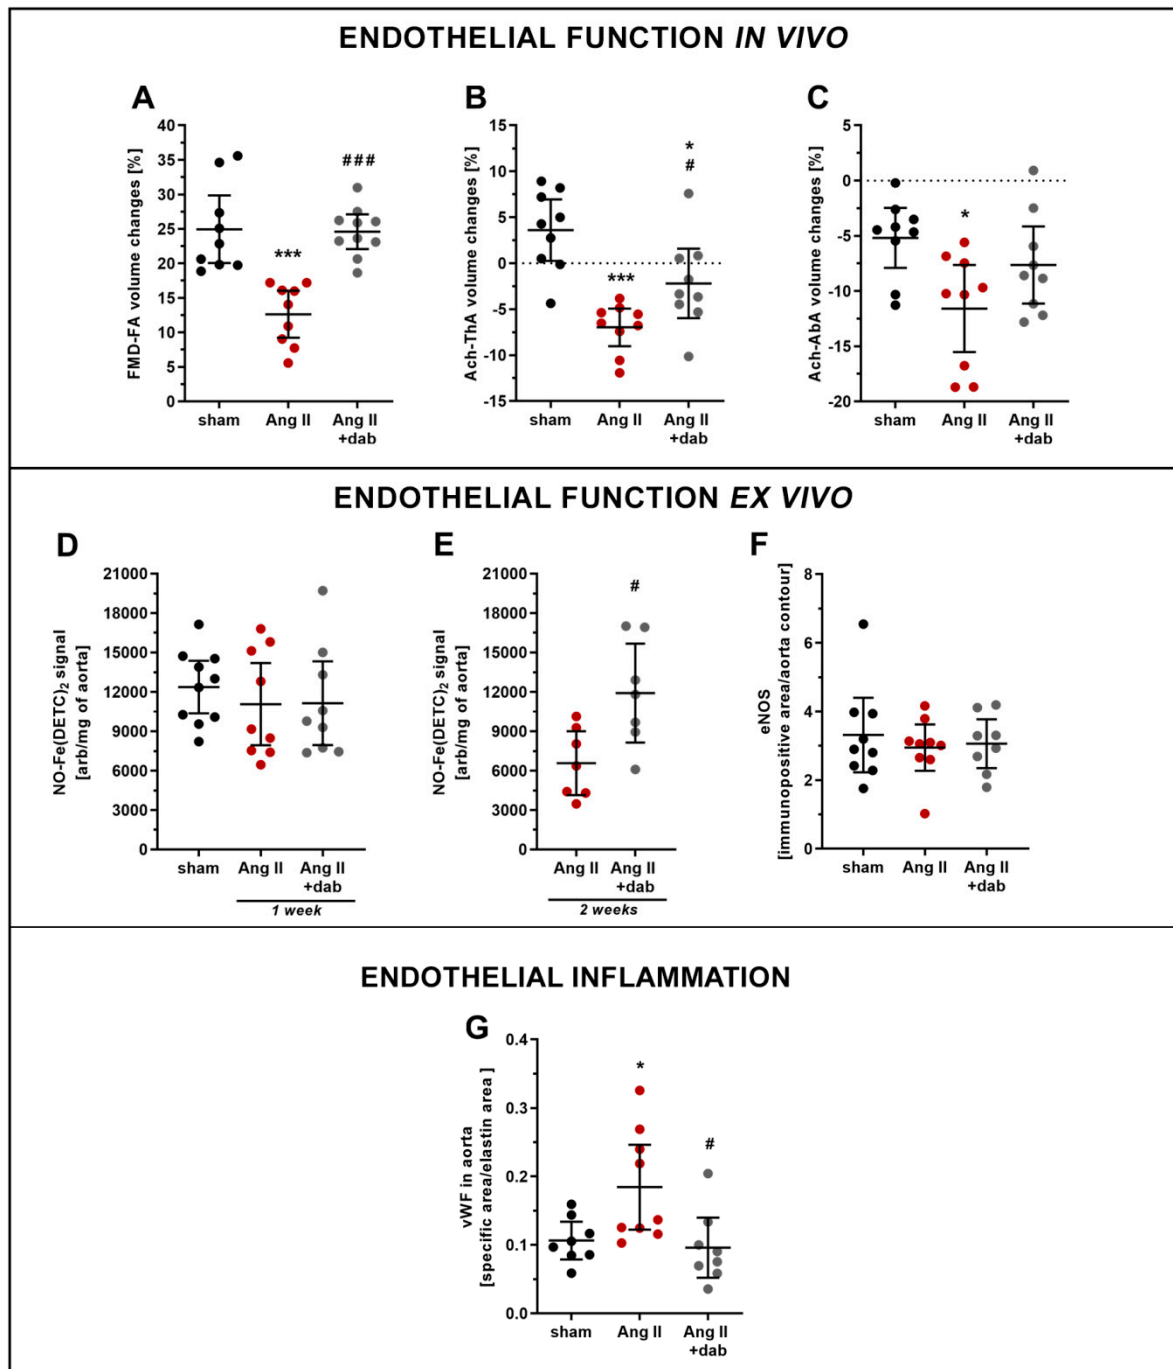 ENDOTHELIAL FUNCTION IN VIVO
A
B
C
FMD-FA volume changes [%]
40
35
30
25
20
15
10
5
0
***
###
sham
Ang II
Ang II
+dab
Ach-ThA volume changes [%]
15
10
5
0
-5
-10
-15
***
*
#
sham
Ang II
Ang II
+dab
Ach-AbA volume changes [%]
5
0
-5
-10
-15
-20
*
sham
Ang II
Ang II
+dab
ENDOTHELIAL FUNCTION EX VIVO
D
E
F
NO-Fe(DETC)2 signal
[arb/mg of aorta]
21000
18000
15000
12000
9000
6000
3000
0
sham
Ang II
Ang II
+dab
1 week
NO-Fe(DETC)2 signal
[arb/mg of aorta]
21000
18000
15000
12000
9000
6000
3000
0
#
Ang II
Ang II
+dab
2 weeks
eNOS
[immunopositive area/aorta contour]
8
6
4
2
0
sham
Ang II
Ang II
+dab
ENDOTHELIAL INFLAMMATION
G
vWF in aorta
[specific area/elastin area ]
0.4
0.3
0.2
0.1
0.0
*
#
sham
Ang II
Ang II
+dab